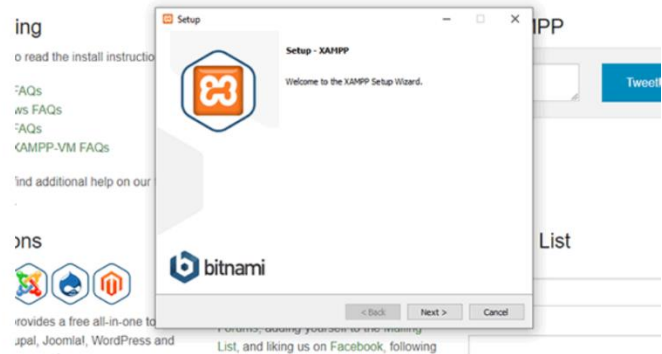 ing
o read the install instructio
FAQs
ws FAQs
FAQs
XAMPP-VM FAQs
find additional help on our
ons
provides a free all-in-one to
upal, Joomla!, WordPress and
Setup
Setup - XAMPP
Welcome to the XAMPP Setup Wizard.
bitnami
< Back
Next >
Cancel
MPP
Tweet
List
Forums, adding yourself to the Mailing
List, and liking us on Facebook, following